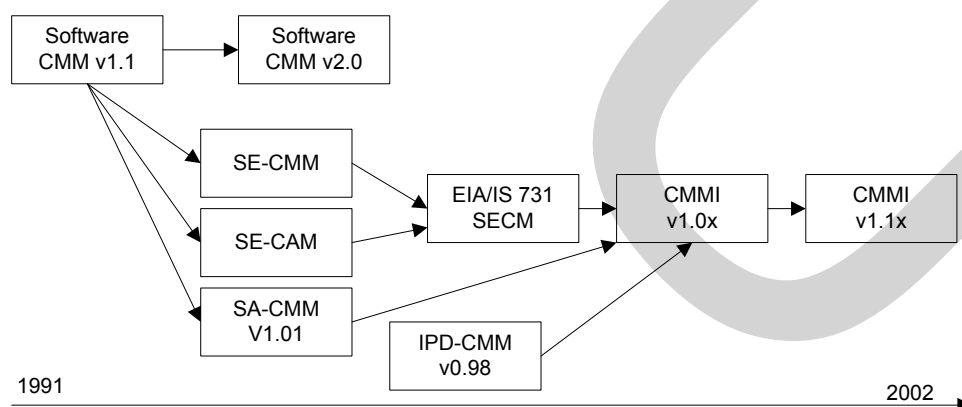 Software
CMM v1.1
Software
CMM v2.0
SE-CMM
SE-CAM
SA-CMM
V1.01
EIA/IS 731
SECM
IPD-CMM
v0.98
CMMI
v1.0x
CMMI
v1.1x
1991
2002